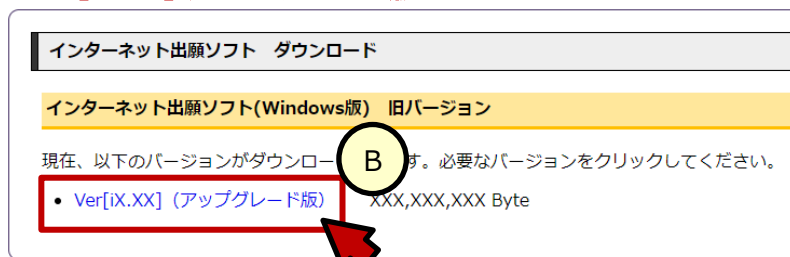 インターネット出願ソフト　ダウンロード
インターネット出願ソフト(Windows版)　旧バージョン
現在、以下のバージョンがダウンロー
す。必要なバージョンをクリックしてください。
B
• Ver[iX.XX]（アップグレード版）　XXX,XXX,XXX Byte